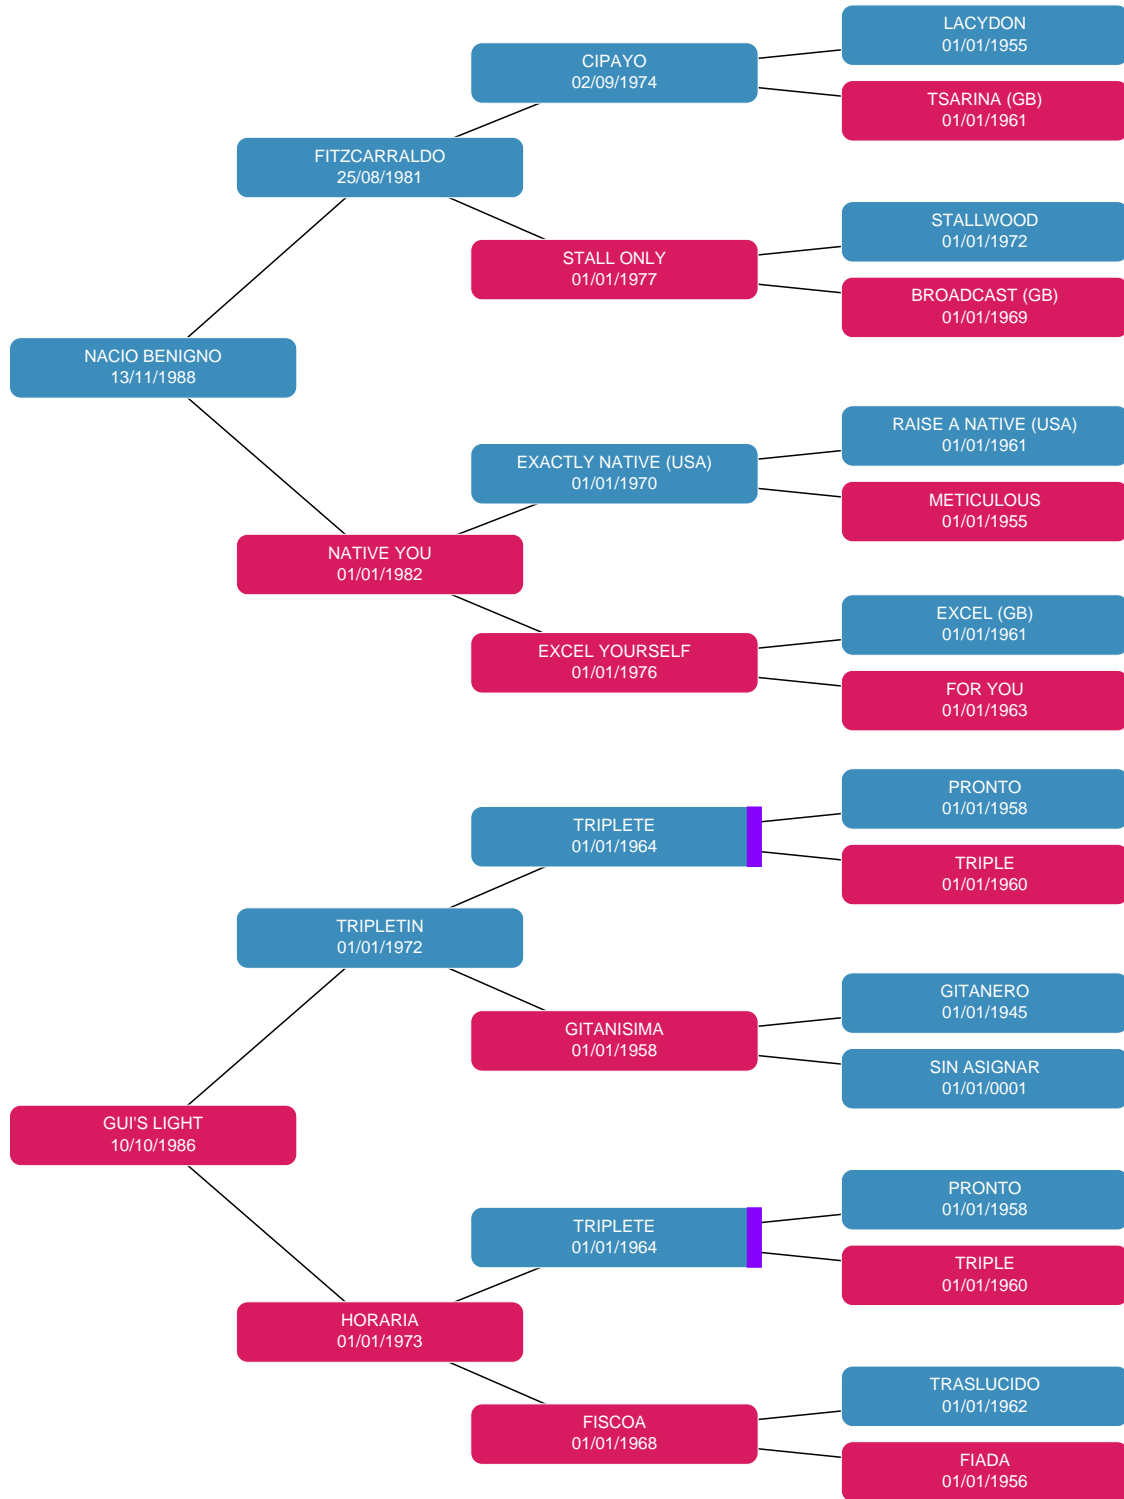 LACYDON
01/01/1955
CIPAYO
02/09/1974
TSARINA (GB)
01/01/1961
FITZCARRALDO
25/08/1981
STALLWOOD
01/01/1972
STALL ONLY
01/01/1977
BROADCAST (GB)
01/01/1969
NACIO BENIGNO
13/11/1988
RAISE A NATIVE (USA)
01/01/1961
EXACTLY NATIVE (USA)
01/01/1970
METICULOUS
01/01/1955
NATIVE YOU
01/01/1982
EXCEL (GB)
01/01/1961
EXCEL YOURSELF
01/01/1976
FOR YOU
01/01/1963
PRONTO
01/01/1958
TRIPLETE
01/01/1964
TRIPLE
01/01/1960
TRIPLETIN
01/01/1972
GITANERO
01/01/1945
GITANISIMA
01/01/1958
SIN ASIGNAR
01/01/0001
GUI'S LIGHT
10/10/1986
PRONTO
01/01/1958
TRIPLETE
01/01/1964
TRIPLE
01/01/1960
HORARIA
01/01/1973
TRASLUCIDO
01/01/1962
FISCOA
01/01/1968
FIADA
01/01/1956